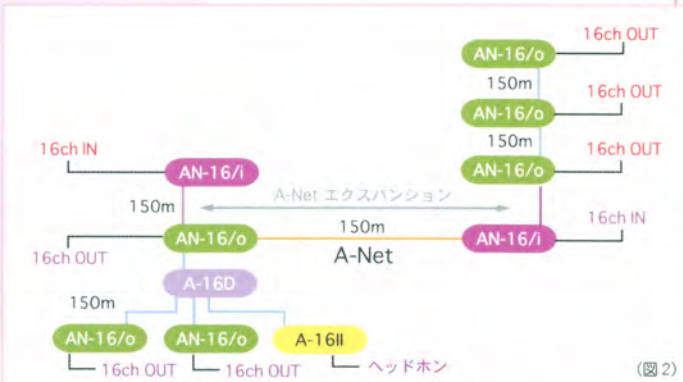 16ch OUT
AN-16/o
150m
16ch OUT
AN-16/o
150m
16ch OUT
AN-16/o
16ch IN
AN-16/i
A-Net エクスパンション
150m
150m
16ch IN
AN-16/o
AN-16/i
A-Net
16ch OUT
A-16D
150m
AN-16/o
AN-16/o
A-16II
16ch OUT
16ch OUT
ヘッドホン
(図2)